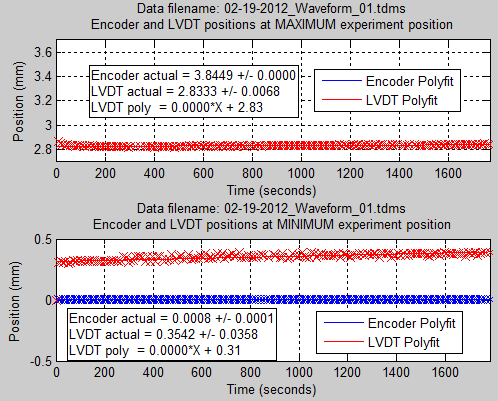 Data filename: 02-19-2012_Waveform_01.tdms
Encoder and LVDT positions at MAXIMUM experiment position
3.6
3.4
3.2
3
2.8
Position (mm)
Encoder actual = 3.8449 +/- 0.0000
LVDT actual = 2.8333 +/- 0.0068
LVDT poly = 0.0000*X + 2.83
Encoder Polyfit
LVDT Polyfit
0 200 400 600 800 1000 1200 1400 1600
Time (seconds)
Data filename: 02-19-2012_Waveform_01.tdms
Encoder and LVDT positions at MINIMUM experiment position
0.5
0
-0.5
Position (mm)
Encoder actual = 0.0008 +/- 0.0001
LVDT actual = 0.3542 +/- 0.0358
LVDT poly = 0.0000*X + 0.31
Encoder Polyfit
LVDT Polyfit
0 200 400 600 800 1000 1200 1400 1600
Time (seconds)